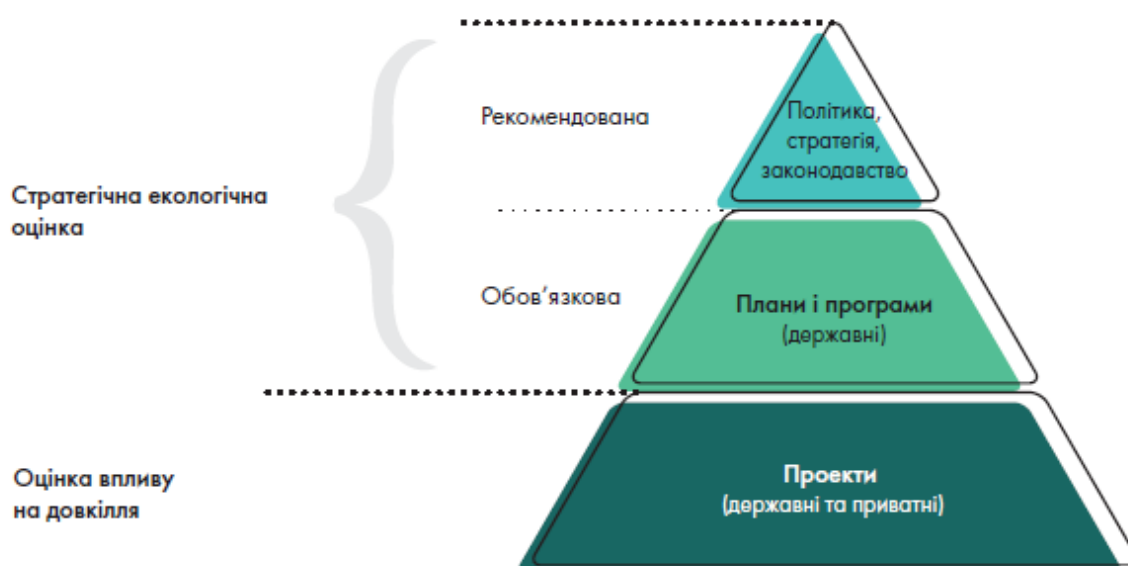 Рекомендована
Політика,
стратегія,
законодавство
Стратегічна екологічна
оцінка
Обов’язкова
Плани і програми
(державні)
Оцінка впливу
на довкілля
Проекти
(державні та приватні)